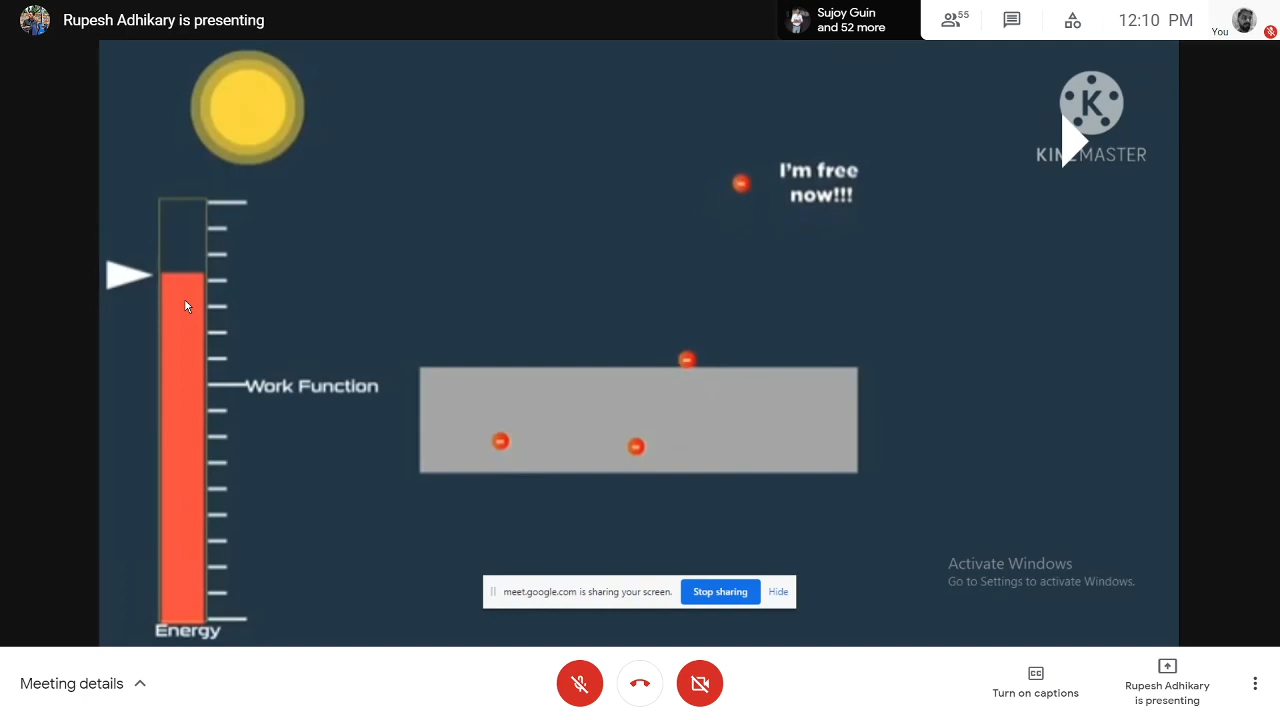 Rupesh Adhikary is presenting
Sujoy Guin
and 52 more
55
12:10 PM
You
K
KINEMASTER
I'm free
now!!!
Work Function
Energy
meet.google.com is sharing your screen.
Stop sharing
Hide
Activate Windows
Go to Settings to activate Windows.
Meeting details
CC
Turn on captions
Rupesh Adhikary
is presenting